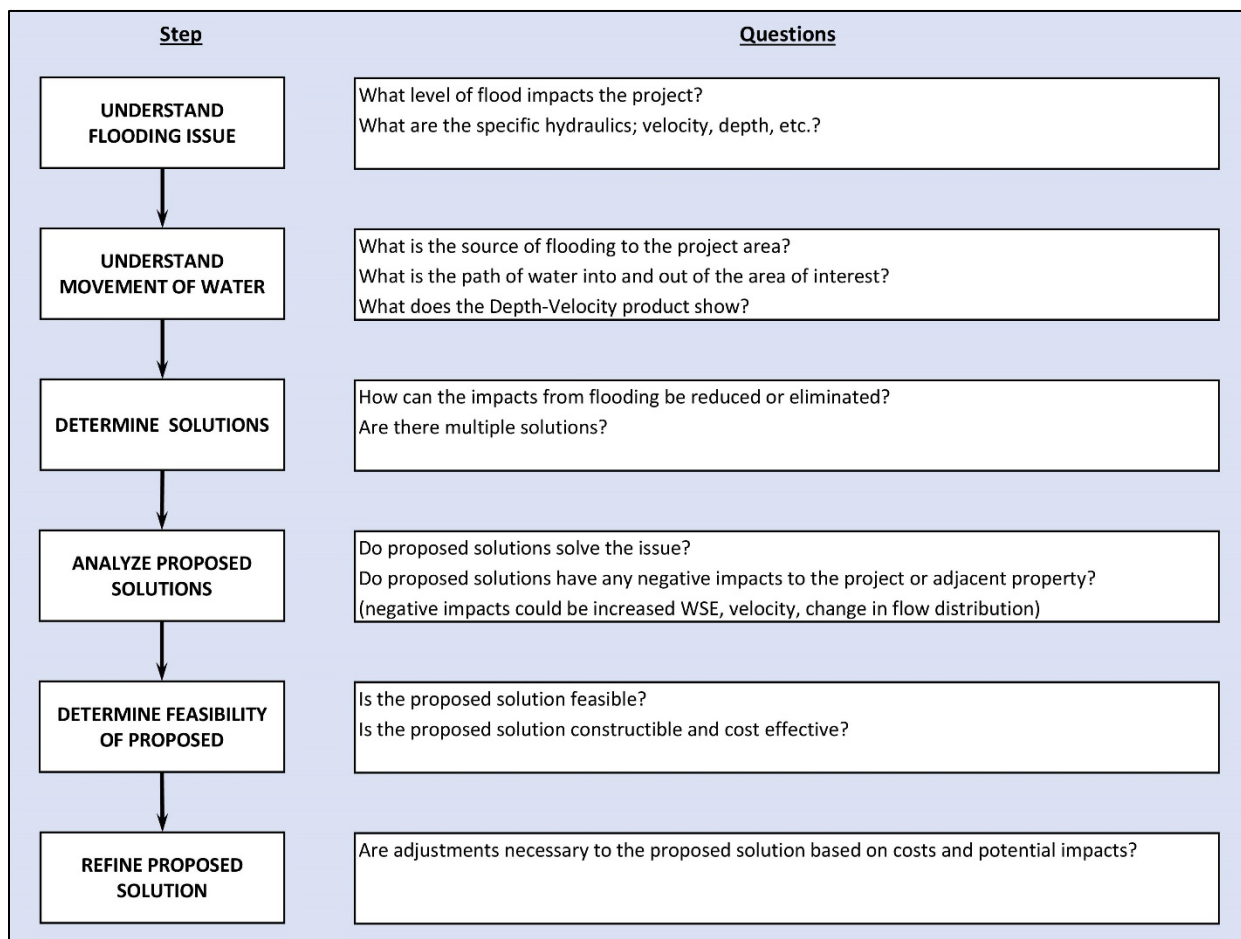 Step
Questions
UNDERSTAND
FLOODING ISSUE
What level of flood impacts the project?
What are the specific hydraulics; velocity, depth, etc.?
UNDERSTAND
MOVEMENT OF WATER
What is the source of flooding to the project area?
What is the path of water into and out of the area of interest?
What does the Depth-Velocity product show?
DETERMINE SOLUTIONS
How can the impacts from flooding be reduced or eliminated?
Are there multiple solutions?
ANALYZE PROPOSED
SOLUTIONS
Do proposed solutions solve the issue?
Do proposed solutions have any negative impacts to the project or adjacent property?
(negative impacts could be increased WSE, velocity, change in flow distribution)
DETERMINE FEASIBILITY
OF PROPOSED
Is the proposed solution feasible?
Is the proposed solution constructible and cost effective?
REFINE PROPOSED
SOLUTION
Are adjustments necessary to the proposed solution based on costs and potential impacts?